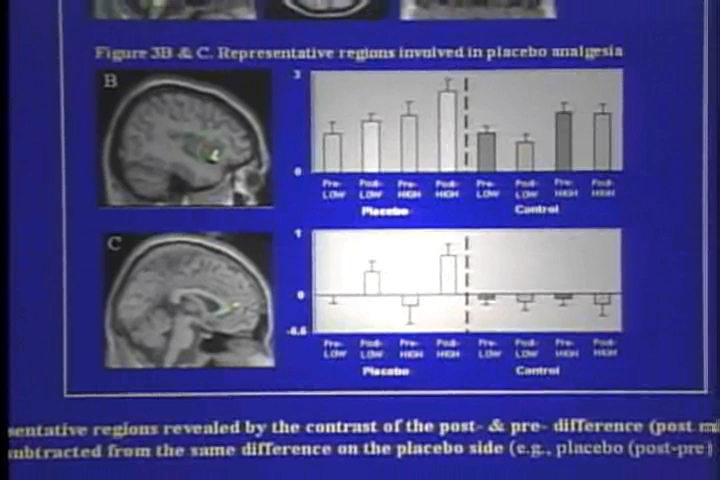 Figure 3B & C. Representative regions involved in placebo analgesia
B
3
0
Pre- Post- Pre- Post- Pre- Post- Pre- Post-
LOW LOW HIGH HIGH LOW LOW HIGH HIGH
Placebo Control
C
1
0
Pre- Post- Pre- Post- Pre- Post- Pre- Post-
LOW LOW HIGH HIGH LOW LOW HIGH HIGH
Placebo Control
sentative regions revealed by the contrast of the post- & pre- difference (post
subtracted from the same difference on the placebo side (e.g., placebo (post-pre)